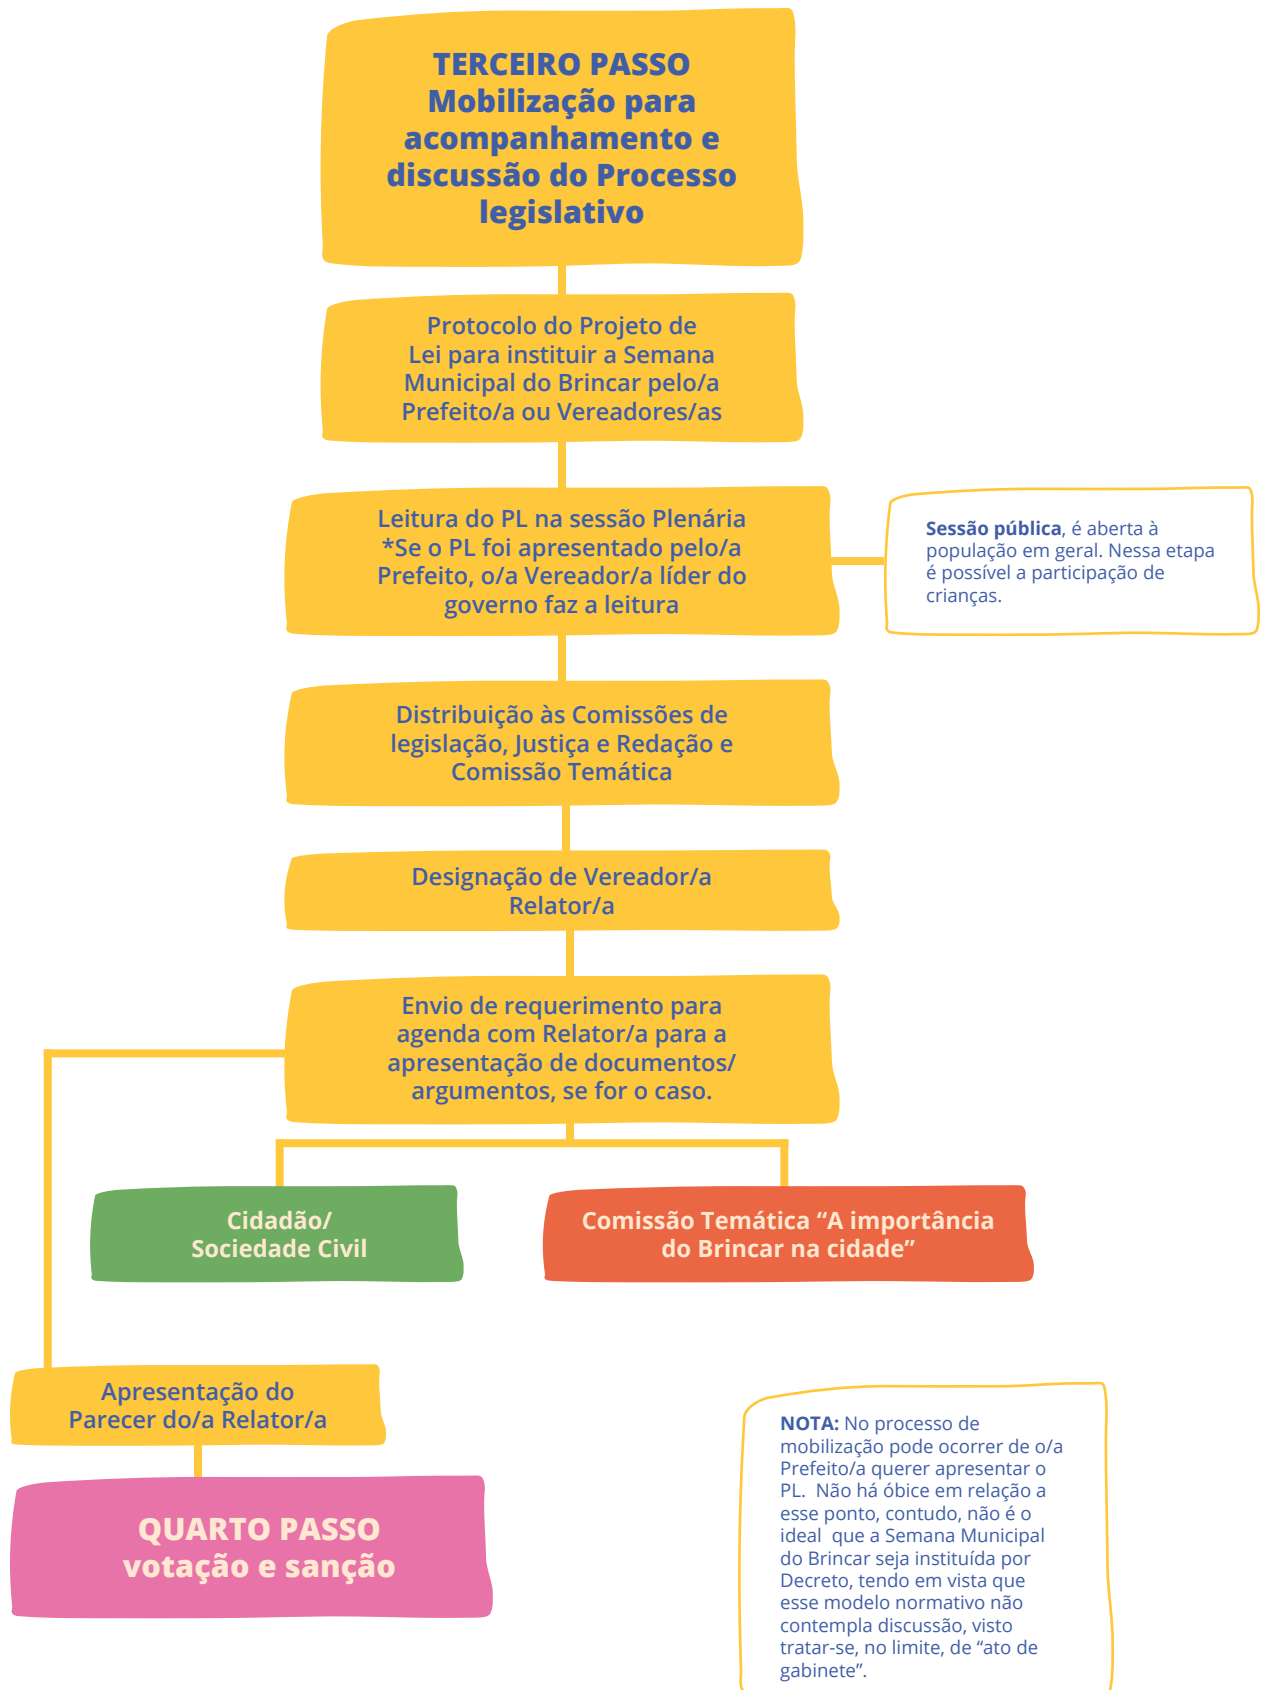 TERCEIRO PASSO
Mobilização para
acompanhamento e
discussão do Processo
legislativo
Protocolo do Projeto de
Lei para instituir a Semana
Municipal do Brincar pelo/a
Prefeito/a ou Vereadores/as
Leitura do PL na sessão Plenária
*Se o PL foi apresentado pelo/a
Prefeito, o/a Vereador/a líder do
governo faz a leitura
Sessão pública, é aberta à
população em geral. Nessa etapa
é possível a participação de
crianças.
Distribuição às Comissões de
legislação, Justiça e Redação e
Comissão Temática
Designação de Vereador/a
Relator/a
Envio de requerimento para
agenda com Relator/a para a
apresentação de documentos/
argumentos, se for o caso.
Cidadão/
Sociedade Civil
Comissão Temática “A importância
do Brincar na cidade”
Apresentação do
Parecer do/a Relator/a
QUARTO PASSO
votação e sanção
NOTA: No processo de
mobilização pode ocorrer de o/a
Prefeito/a querer apresentar o
PL.  Não há óbice em relação a
esse ponto, contudo, não é o
ideal  que a Semana Municipal
do Brincar seja instituída por
Decreto, tendo em vista que
esse modelo normativo não
contempla discussão, visto
tratar-se, no limite, de “ato de
gabinete”.